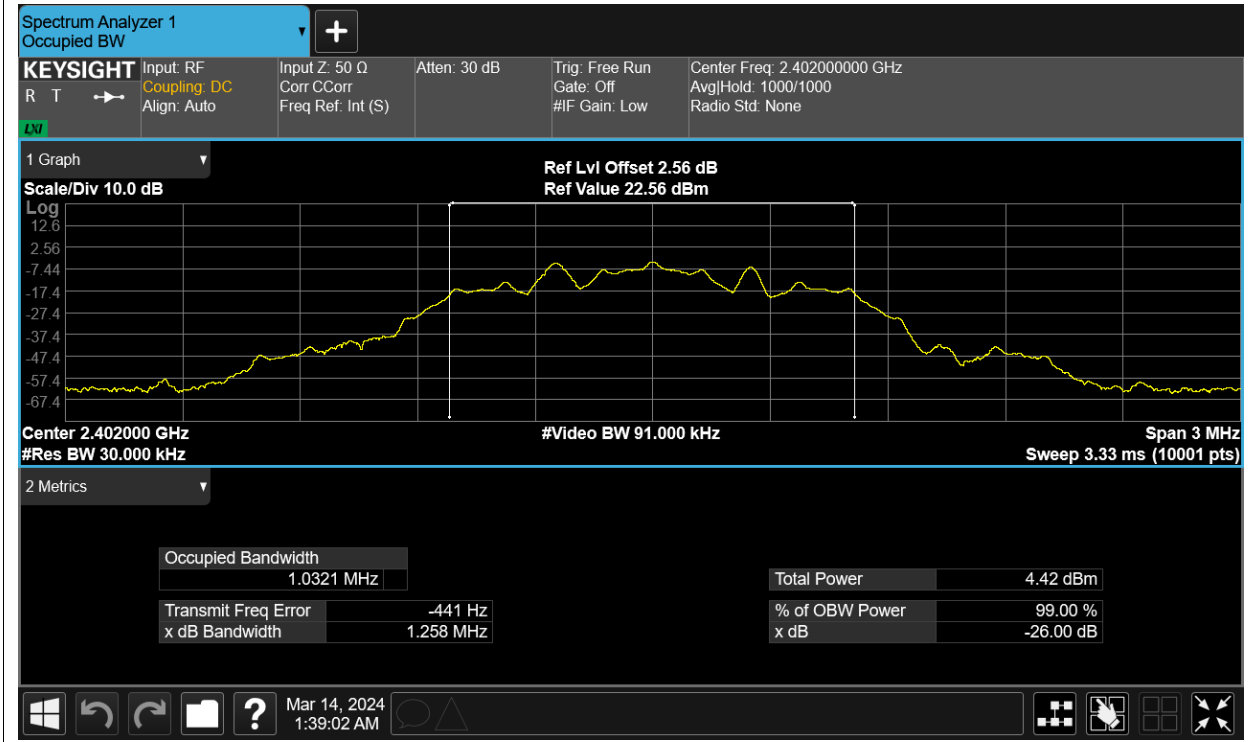 Spectrum Analyzer 1
Occupied BW
KEYSIGHT
R T
LXI
Input: RF
Coupling: DC
Align: Auto
Input Z: 50 Ω
Corr CCorr
Freq Ref: Int (S)
Atten: 30 dB
Trig: Free Run
Gate: Off
#IF Gain: Low
Center Freq: 2.402000000 GHz
Avg|Hold: 1000/1000
Radio Std: None
1 Graph
Scale/Div 10.0 dB
Ref Lvl Offset 2.56 dB
Ref Value 22.56 dBm
Log
12.6
2.56
-7.44
-17.4
-27.4
-37.4
-47.4
-57.4
-67.4
Center 2.402000 GHz
#Res BW 30.000 kHz
#Video BW 91.000 kHz
Span 3 MHz
Sweep 3.33 ms (10001 pts)
2 Metrics
Occupied Bandwidth
1.0321 MHz
Transmit Freq Error -441 Hz
x dB Bandwidth 1.258 MHz
Total Power 4.42 dBm
% of OBW Power 99.00 %
x dB -26.00 dB
?
Mar 14, 2024
1:39:02 AM